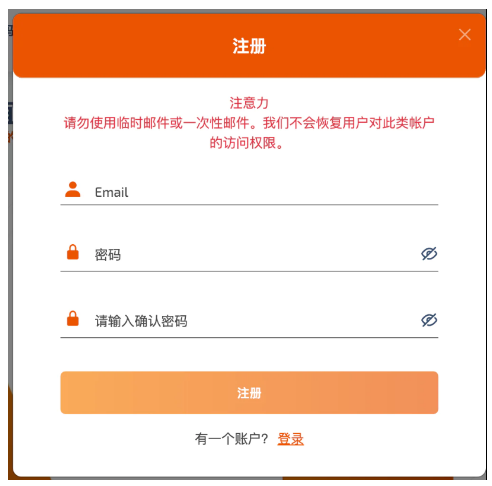 注册
注意力
请勿使用临时邮件或一次性邮件。我们不会恢复用户对此类帐户
的访问权限。
Email
密码
请输入确认密码
注册
有一个账户? 登录